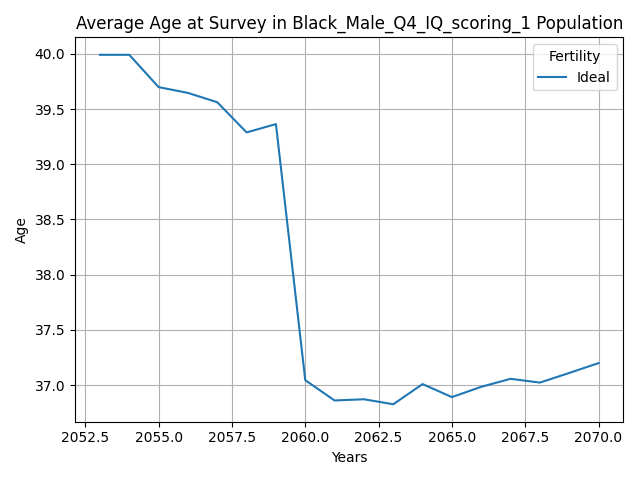 Average Age at Survey in Black_Male_Q4_IQ_scoring_1 Population
Fertility
Ideal
40.0
39.5
39.0
38.5
38.0
37.5
37.0
Age
2052.5 2055.0 2057.5 2060.0 2062.5 2065.0 2067.5 2070.0
Years